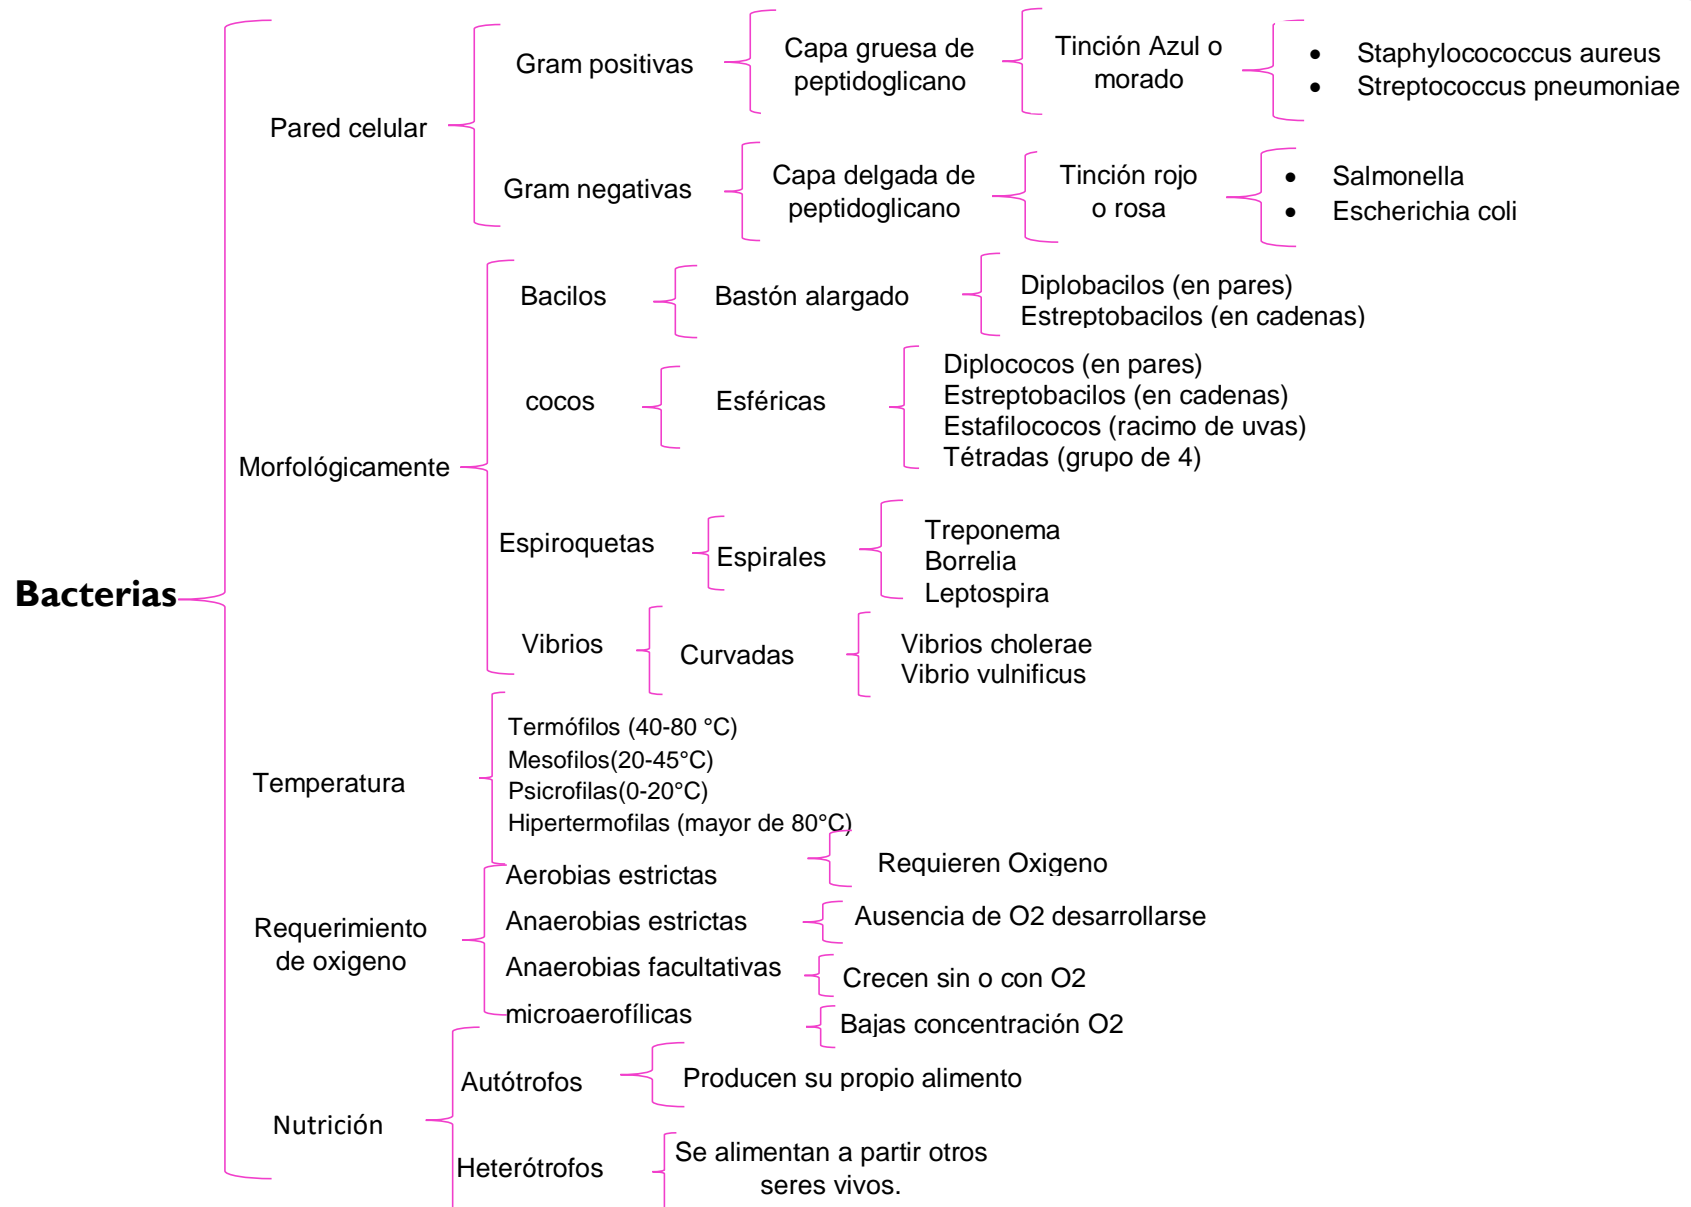 Bacterias
Pared celular
Gram positivas
Capa gruesa de
peptidoglicano
Tinción Azul o
morado
• Staphylocococcus aureus
• Streptococcus pneumoniae
Gram negativas
Capa delgada de
peptidoglicano
Tinción rojo
o rosa
• Salmonella
• Escherichia coli
Morfológicamente
Bacilos
Bastón alargado
Diplobacilos (en pares)
Estreptobacilos (en cadenas)
cocos
Esféricas
Diplococos (en pares)
Estreptobacilos (en cadenas)
Estafilococos (racimo de uvas)
Tétradas (grupo de 4)
Espiroquetas
Espirales
Treponema
Borrelia
Leptospira
Vibrios
Curvadas
Vibrios cholerae
Vibrio vulnificus
Temperatura
Termófilos (40-80 °C)
Mesofilos(20-45°C)
Psicrofilas(0-20°C)
Hipertermofilas (mayor de 80°C)
Requerimiento
de oxigeno
Aerobias estrictas
Requieren Oxigeno
Anaerobias estrictas
Ausencia de O2 desarrollarse
Anaerobias facultativas
Crecen sin o con O2
microaerofílicas
Bajas concentración O2
Nutrición
Autótrofos
Producen su propio alimento
Heterótrofos
Se alimentan a partir otros
seres vivos.